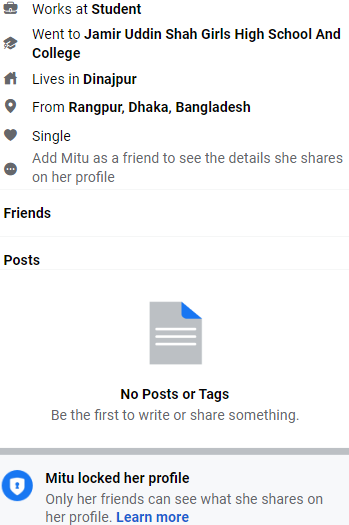 Works at Student
Went to Jamir Uddin Shah Girls High School And
College
Lives in Dinajpur
From Rangpur, Dhaka, Bangladesh
Single
Add Mitu as a friend to see the details she shares
on her profile
Friends
Posts
No Posts or Tags
Be the first to write or share something.
Mitu locked her profile
Only her friends can see what she shares on
her profile. Learn more